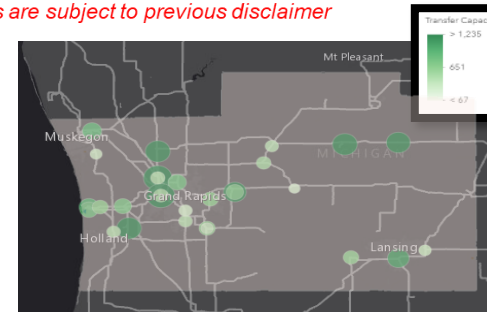 s are subject to previous disclaimer
Transfer Capac
> 1,235
651
< 67
Mt Pleasant
Muskegon
MICHIGAN
Grand Rapids
Holland
Lansing